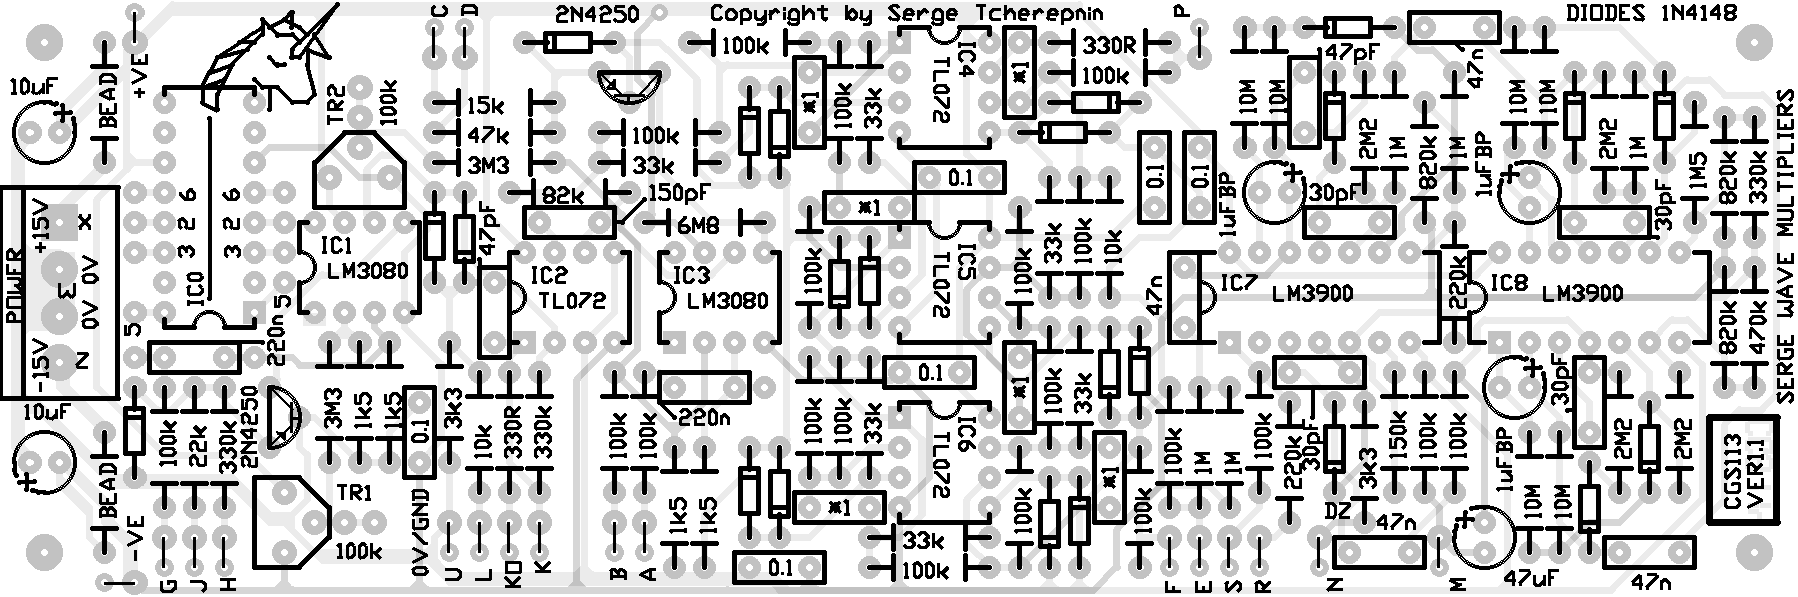 C
D
2N4250
Copyright by Serge Tcherepnin
P
DIODES 1N4148
100k
330R
100k
47pF
47n
10uF
BEAD
+VE
TR2
100k
15k
47k
3M3
100k
33k
*1
100k
33k
IC4
TL072
*1
10M
10M
2M2
1M
820k
1M
1uF BP
10M
10M
2M2
1M
1M5
820k
330k
82k
150pF
0.1
0.1
0.1
1uF BP
30pF
30pF
6M8
*1
POWER
+15V
X
0V 0V
3
-15V
Z
3 2 6
3 2 6
IC0
5
5
IC1
LM3080
47pF
IC2
TL072
IC3
LM3080
100k
IC5
TL072
33k
100k
10k
47n
IC7
LM3900
220k
IC8
LM3900
820k
470k
SERGE WAVE MULTIPLIERS
220n
10uF
BEAD
-VE
100k
22k
330k
2N4250
3M3
1k5
1k5
0.1
3k3
10k
330R
330k
100k
100k
220n
100k
100k
33k
0.1
IC6
TL072
*1
100k
33k
100k
1M
1M
100k
220k
30pF
3k3
150k
100k
100k
1uF BP
30pF
2M2
2M2
CGS113
VER1.1
TR1
100k
0V/GND
1k5
1k5
*1
33k
100k
0.1
100k
*1
100k
DZ
47n
10M
10M
47uF
47n
G
J
H
U
L
KO
K
B
A
F
E
S
R
N
M